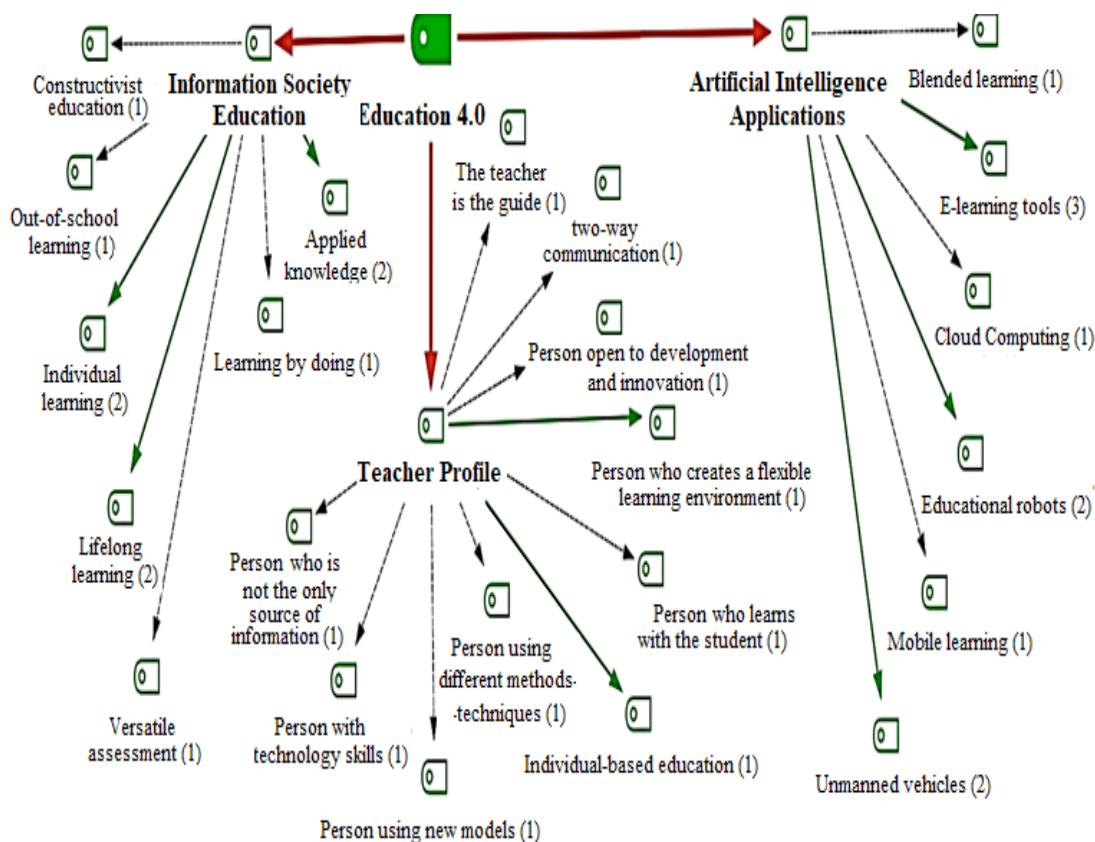 Information Society
Education
Education 4.0
Artificial Intelligence
Applications
Constructivist
education (1)
Out-of-school
learning (1)
Individual
learning (2)
Lifelong
learning (2)
Versatile
assessment (1)
Learning by doing (1)
Applied
knowledge (2)
The teacher
is the guide (1)
two-way
communication (1)
Person open to development
and innovation (1)
Person who creates a flexible
learning environment (1)
Teacher Profile
Person who is
not the only
source of
information (1)
Person with
technology skills (1)
Person using new models (1)
Person using
different methods-
-techniques (1)
Individual-based education (1)
Person who learns
with the student (1)
Blended learning (1)
E-learning tools (3)
Cloud Computing (1)
Educational robots (2)
Mobile learning (1)
Unmanned vehicles (2)